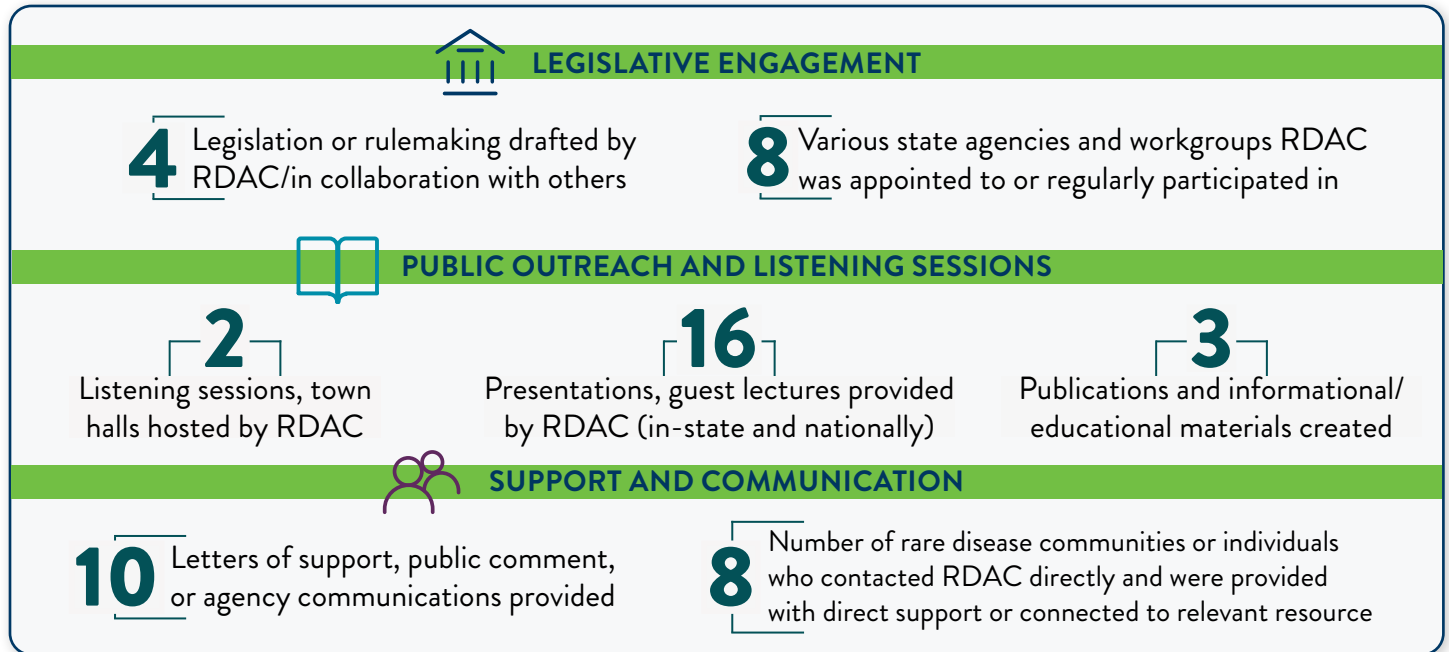 LEGISLATIVE ENGAGEMENT
4
Legislation or rulemaking drafted by
RDAC/in collaboration with others
8
Various state agencies and workgroups RDAC
was appointed to or regularly participated in
PUBLIC OUTREACH AND LISTENING SESSIONS
2
Listening sessions, town
halls hosted by RDAC
16
Presentations, guest lectures provided
by RDAC (in-state and nationally)
3
Publications and informational/
educational materials created
SUPPORT AND COMMUNICATION
10
Letters of support, public comment,
or agency communications provided
8
Number of rare disease communities or individuals
who contacted RDAC directly and were provided
with direct support or connected to relevant resource